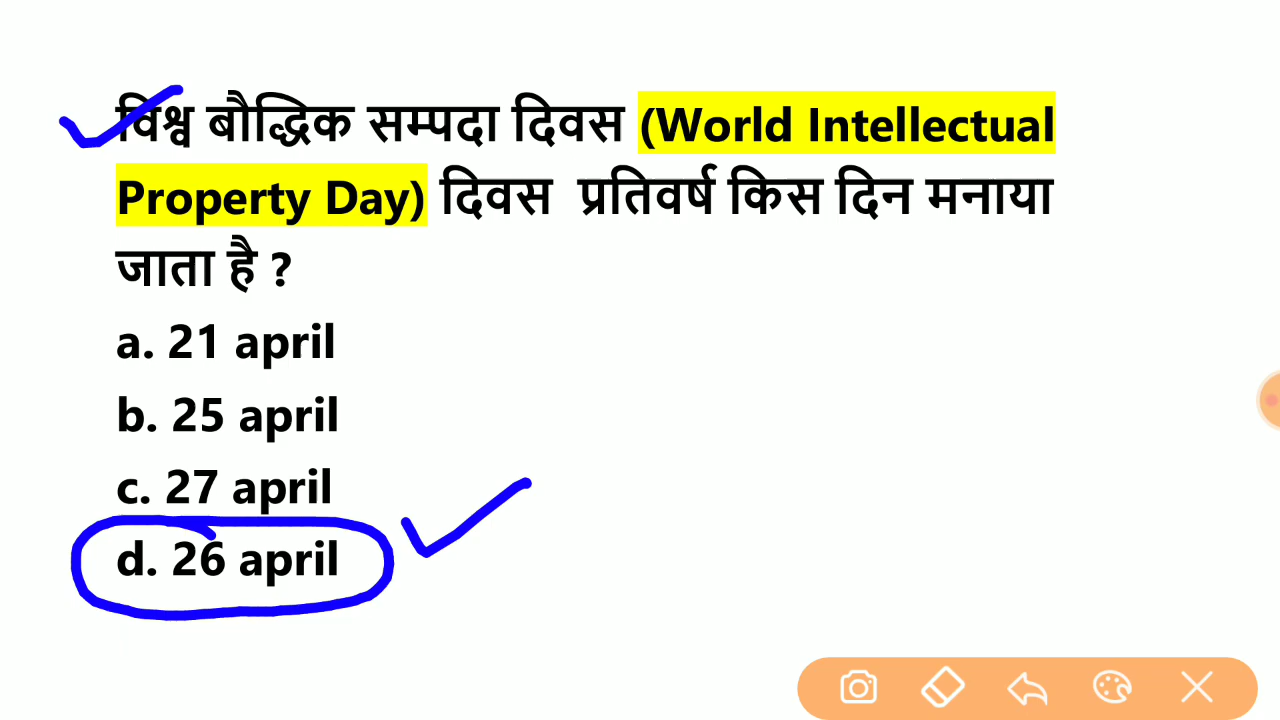 विश्व बौद्धिक सम्पदा दिवस (World Intellectual
Property Day) दिवस प्रतिवर्ष किस दिन मनाया
जाता है ?
a. 21 april
b. 25 april
c. 27 april
d. 26 april